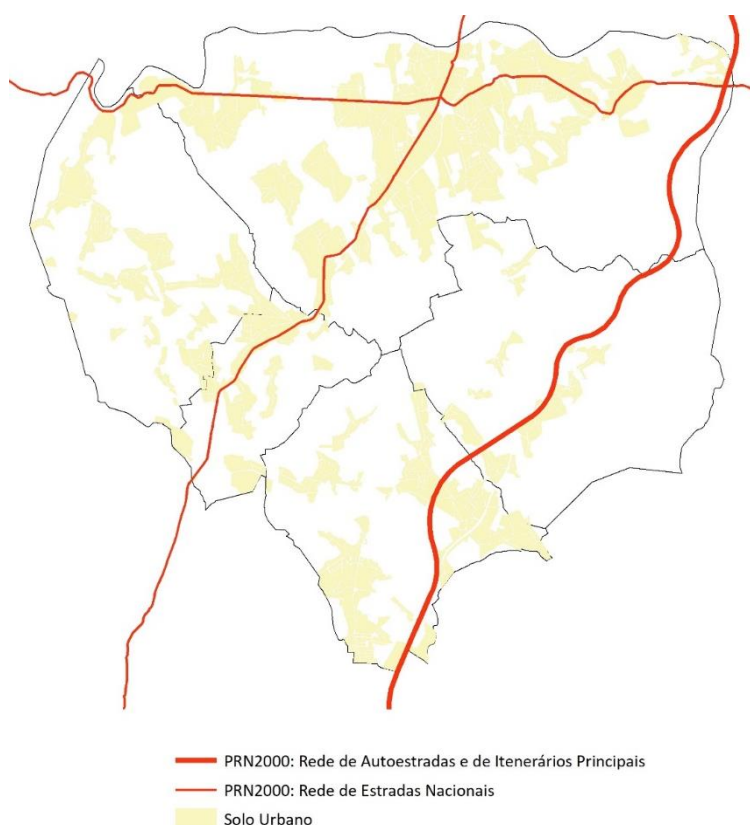 PRN2000: Rede de Autoestradas e de Itenerários Principais
PRN2000: Rede de Estradas Nacionais
Solo Urbano